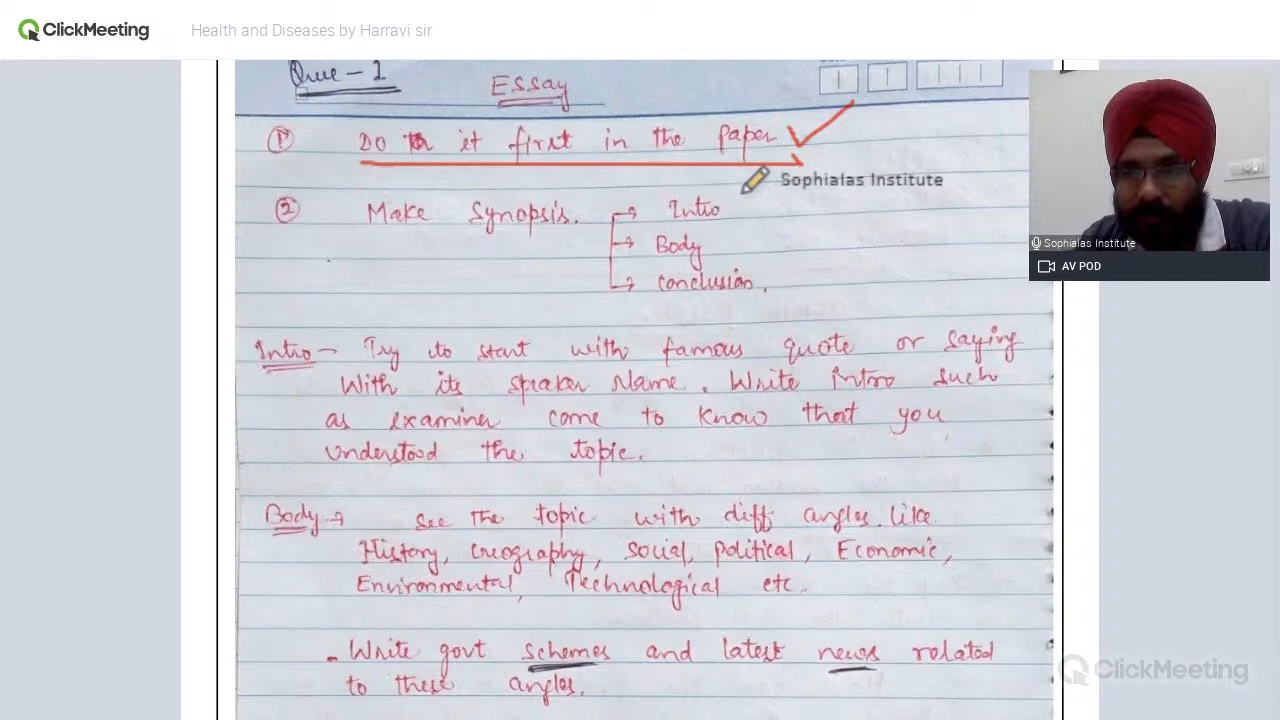 ClickMeeting Health and Diseases by Harravi sir
Que - 1
Essay
① Do it first in the paper
Sophialas Institute
② Make Synopsis. → Intro
→ Body
→ conclusion.
Sophialas Institute
AV POD
Intro - Try to start with famous quote or saying
With its speaker Name. Write intro such
as examiner come to know that you
understood the topic.
Body → See the topic with diff angles like
History, Geography, social, political, Economic,
Environmental, Technological etc.
- Write govt schemes and latest news related
to these angles.
ClickMeeting